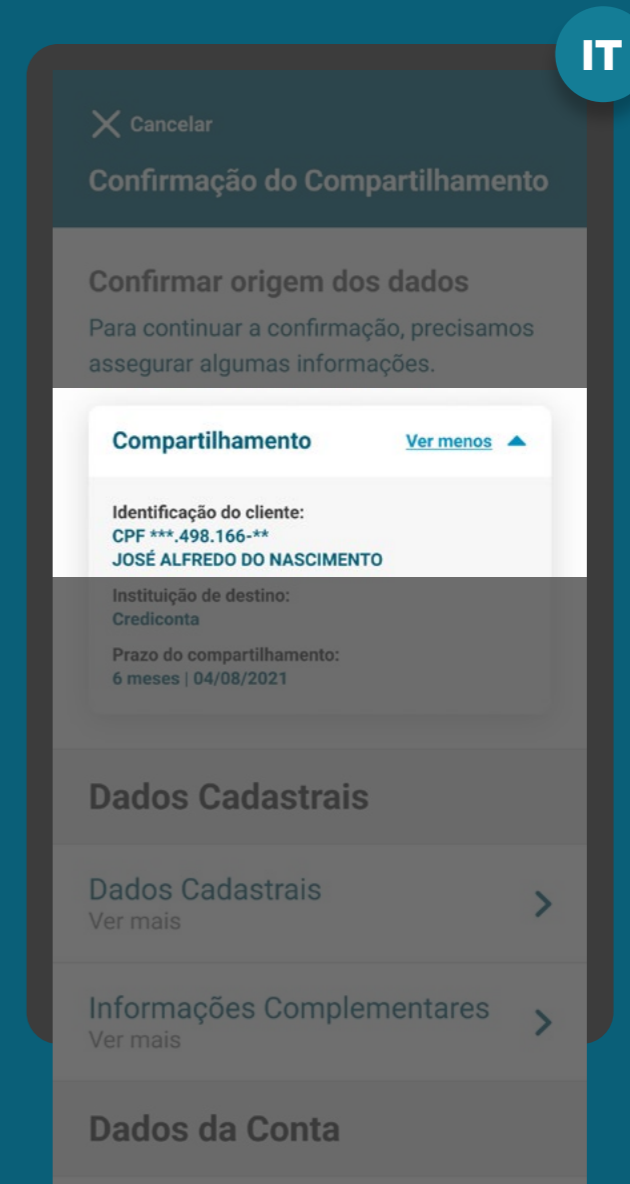 IT
Cancelar
Confirmação do Compartilhamento
Confirmar origem dos dados
Para continuar a confirmação, precisamos
assegurar algumas informações.
Compartilhamento Ver menos
Identificação do cliente:
CPF ***.498.166-**
JOSÉ ALFREDO DO NASCIMENTO
Instituição de destino:
Crediconta
Prazo do compartilhamento:
6 meses | 04/08/2021
Dados Cadastrais
Dados Cadastrais
Ver mais
Informações Complementares
Ver mais
Dados da Conta